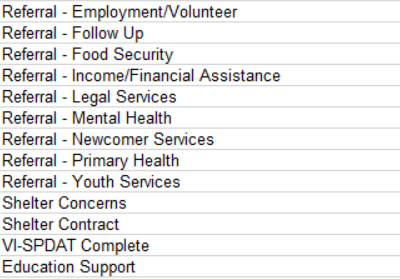 Referral - Employment/Volunteer
Referral - Follow Up
Referral - Food Security
Referral - Income/Financial Assistance
Referral - Legal Services
Referral - Mental Health
Referral - Newcomer Services
Referral - Primary Health
Referral - Youth Services
Shelter Concerns
Shelter Contract
VI-SPDAT Complete
Education Support